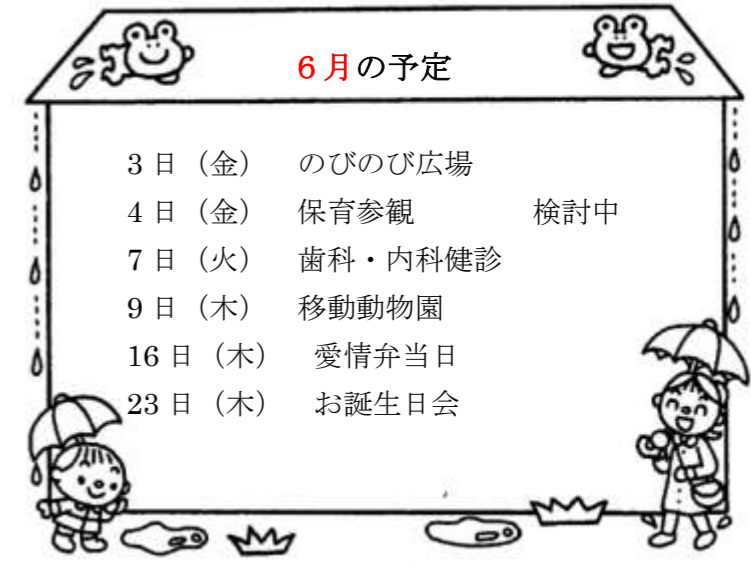 ６月の予定
3日（金）　のびのび広場
4日（金）　保育参観　　　　検討中
7日（火）　歯科・内科健診
9日（木）　移動動物園
16日（木）　愛情弁当日
23日（木）　お誕生日会